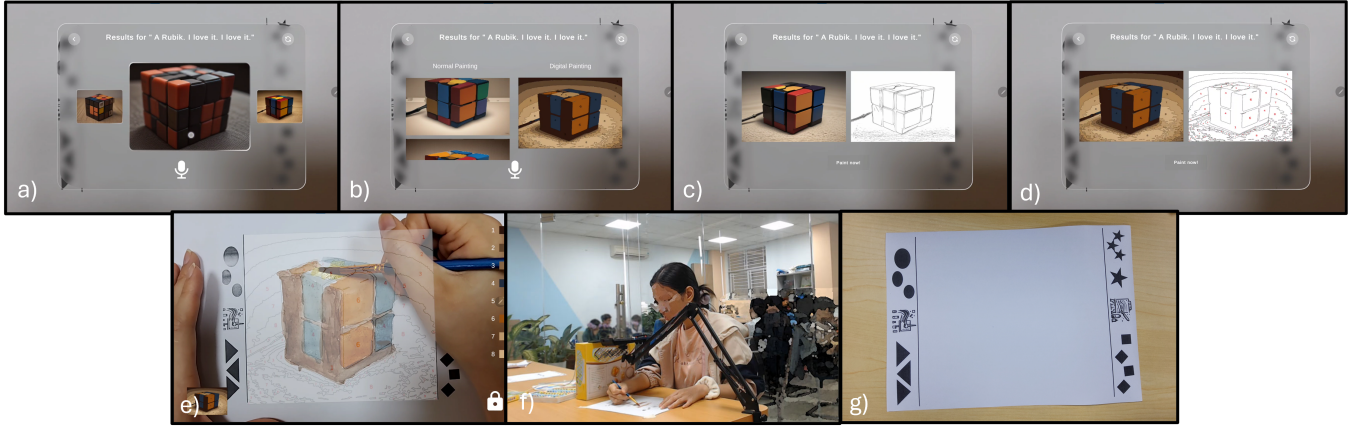 Results for " A Rubik. I love it. I love it."
a)
Results for " A Rubik. I love it. I love it."
Normal Painting
Digital Painting
b)
Results for " A Rubik. I love it. I love it."
Paint now!
c)
Results for " A Rubik. I love it. I love it."
Paint now!
d)
1
2
3
4
5
7
8
e)
f)
g)